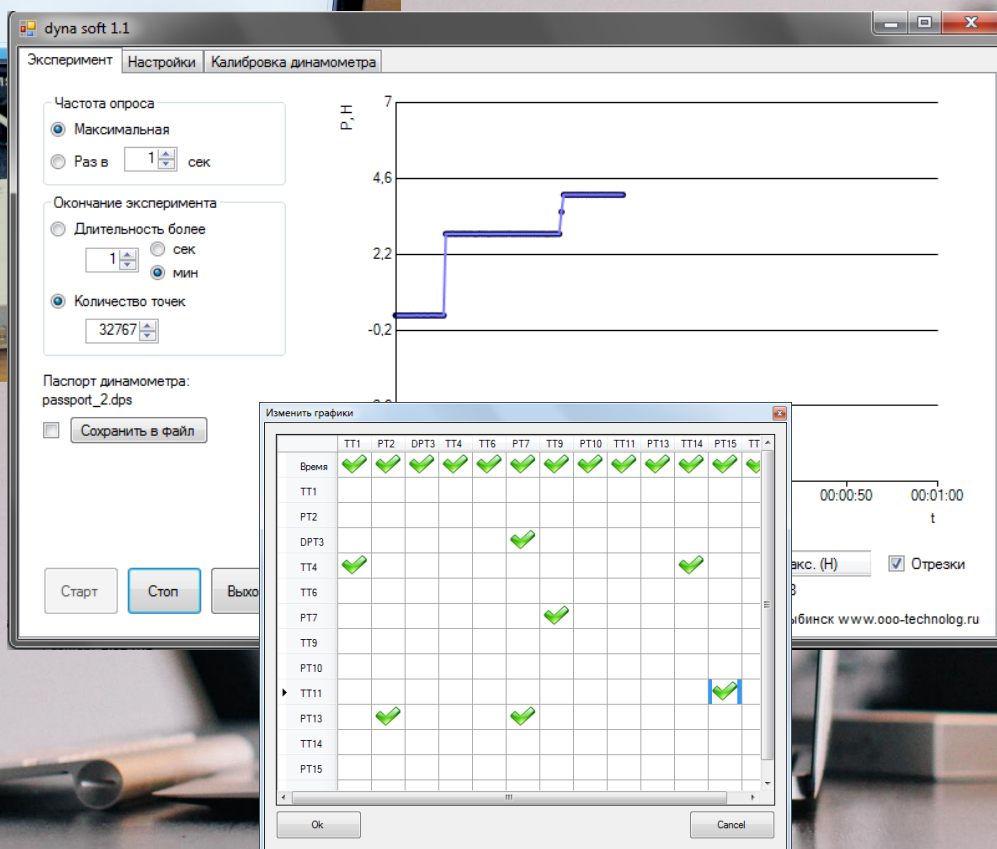 dyna soft 1.1
Эксперимент Настройки Калибровка динамометра
Частота опроса
Максимальная
Раз в 1 сек
Окончание эксперимента
Длительность более
1 сек
мин
Количество точек
32767
Паспорт динамометра:
passport_2.dps
Сохранить в файл
Старт Стоп
P, Н
7
4,6
2,2
-0,2
00:00:50 00:01:00
t
акс. (Н) Отрезки
www.ooo-technolog.ru
Изменить графики
TT1 PT2 DPT3 TT4 TT6 PT7 TT9 PT10 TT11 PT13 TT14 PT15
Время
TT1
PT2
DPT3
TT4
TT6
PT7
TT9
PT10
TT11
PT13
TT14
PT15
Ok Cancel